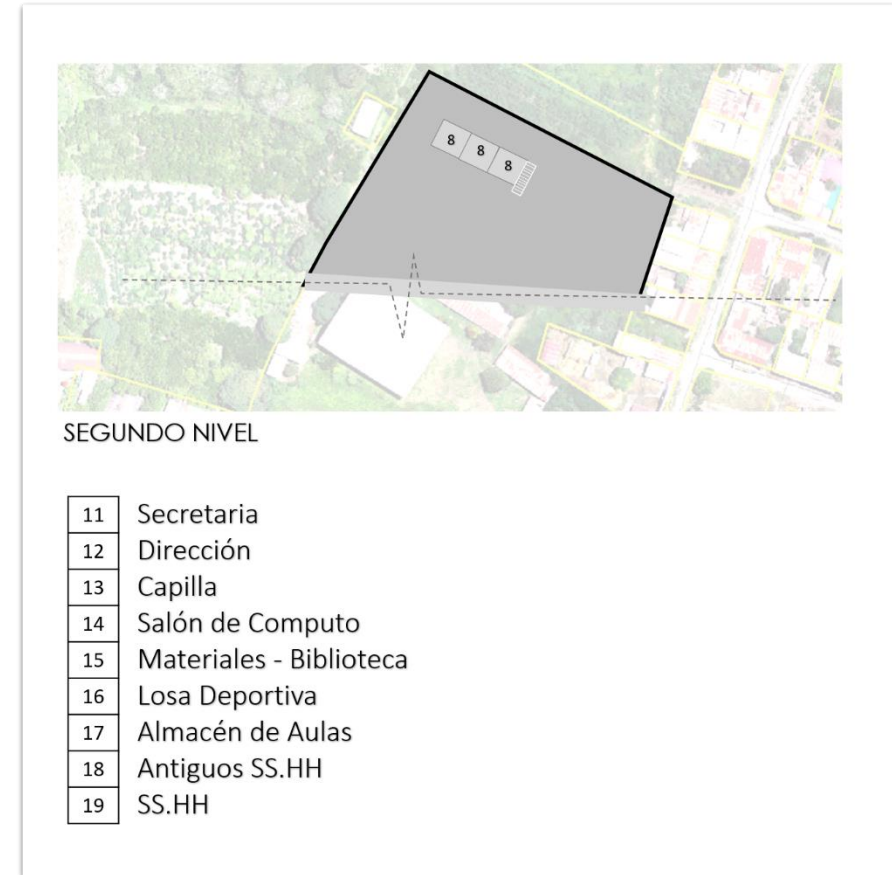 8
8
8
SEGUNDO NIVEL
11 Secretaria
12 Dirección
13 Capilla
14 Salón de Computo
15 Materiales - Biblioteca
16 Losa Deportiva
17 Almacén de Aulas
18 Antiguos SS.HH
19 SS.HH